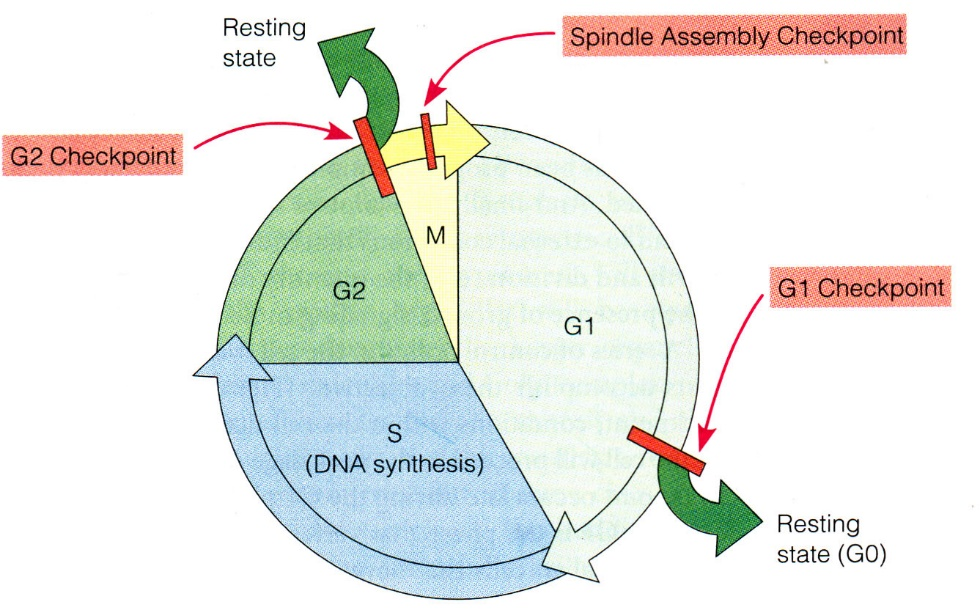 Resting
state
Spindle Assembly Checkpoint
G2 Checkpoint
M
G2
G1
G1 Checkpoint
S
(DNA synthesis)
Resting
state (G0)